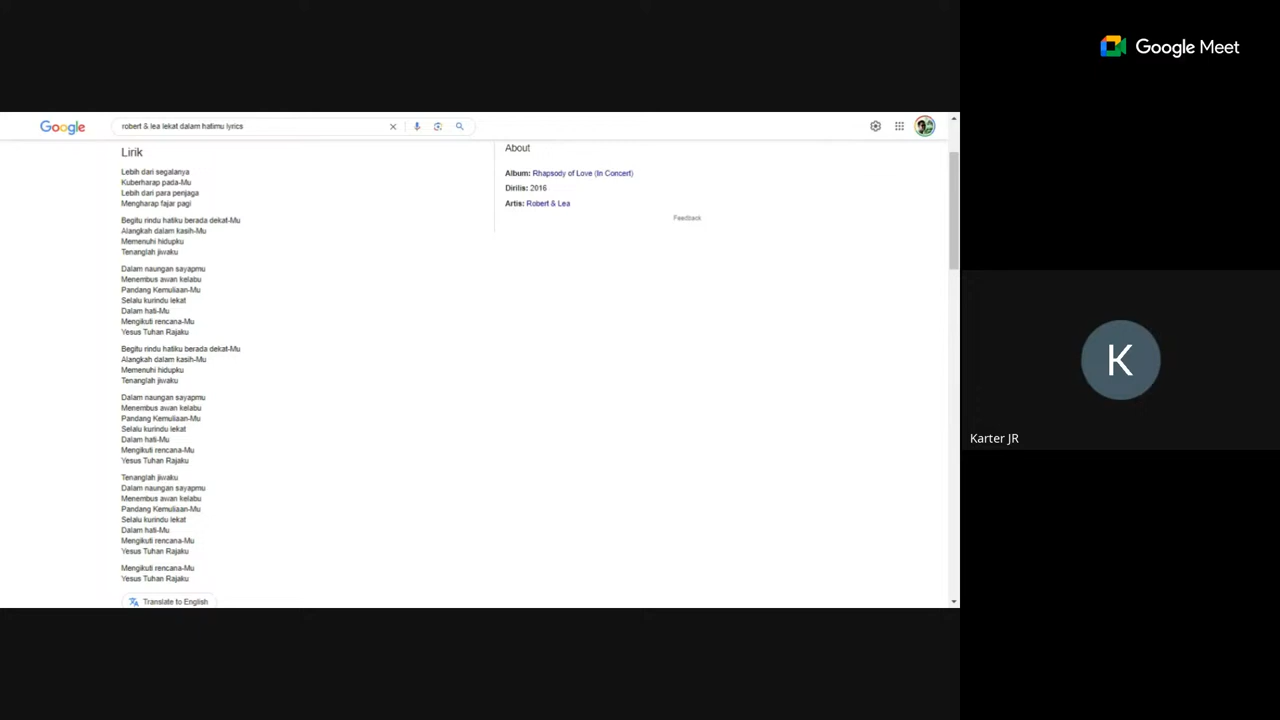 Google Meet
Google
robert & lea lekat dalam hatimu lyrics
Lirik
Lebih dari segalanya
Kuberharap pada-Mu
Lebih dari para penjaga
Mengharap fajar pagi
Begitu rindu hatiku berada dekat-Mu
Alangkah dalam kasih-Mu
Memenuhi hidupku
Tenanglah jiwaku
Dalam naungan sayapmu
Menembus awan kelabu
Pandang Kemuliaan-Mu
Selalu kurindu lekat
Dalam hati-Mu
Mengikuti rencana-Mu
Yesus Tuhan Rajaku
Begitu rindu hatiku berada dekat-Mu
Alangkah dalam kasih-Mu
Memenuhi hidupku
Tenanglah jiwaku
Dalam naungan sayapmu
Menembus awan kelabu
Pandang Kemuliaan-Mu
Selalu kurindu lekat
Dalam hati-Mu
Mengikuti rencana-Mu
Yesus Tuhan Rajaku
Tenanglah jiwaku
Dalam naungan sayapmu
Menembus awan kelabu
Pandang Kemuliaan-Mu
Selalu kurindu lekat
Dalam hati-Mu
Mengikuti rencana-Mu
Yesus Tuhan Rajaku
Mengikuti rencana-Mu
Yesus Tuhan Rajaku
Translate to English
About
Album: Rhapsody of Love (In Concert)
Dirilis: 2016
Artis: Robert & Lea
Feedback
K
Karter JR